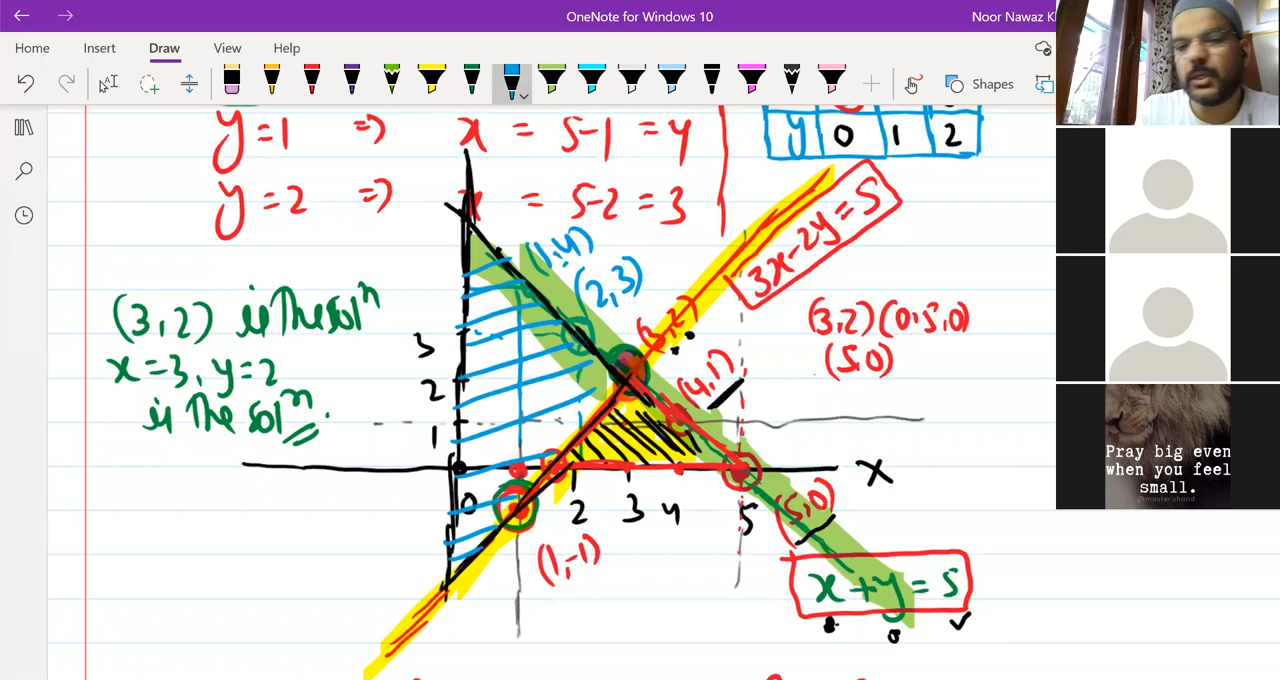 OneNote for Windows 10
Noor Nawaz K
Home Insert Draw View Help
Shapes
y = 1 => x = 5-1 = 4
y = 2 => x = 5-2 = 3
y 0 1 2
3x-2y=5
(1,4)
(2,3)
(3,2)
(4,1)
(3,2) (0.5,0)
(5,0)
(3,2) is the solⁿ
x=3, y=2
is the solⁿ
3
2
1
X
0 2 3 4 5
(5,0)
(1,-1)
x+y=5
Pray big even
when you feel
small.